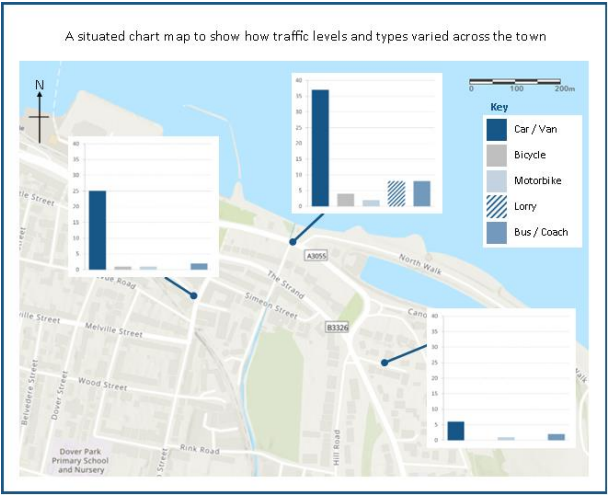 A situated chart map to show how traffic levels and types varied across the town
N
0 100 200m
Key
Car / Van
Bicycle
Motorbike
Lorry
Bus / Coach
40
35
30
25
20
15
10
5
0
40
35
30
25
20
15
10
5
0
A3055
North Walk
The Strand
Simeon Street
Road
Melville Street
B3326
Wood Street
Belvedere Street
Dover Street
Rink Road
Hill Road
Dover Park
Primary School
and Nursery
Walk
40
35
30
25
20
15
10
5
0